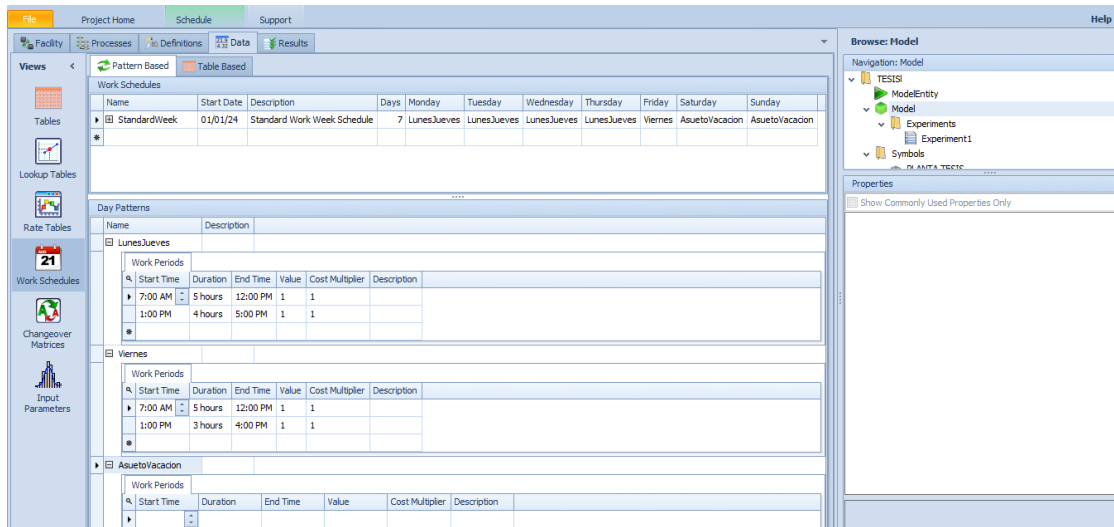 File Project Home Schedule Support Help
Facility Processes Definitions Data Results
Views <
Tables
Lookup Tables
Rate Tables
21
Work Schedules
Changeover
Matrices
Input
Parameters
Pattern Based Table Based
Work Schedules
Name Start Date Description Days Monday Tuesday Wednesday Thursday Friday Saturday Sunday
StandardWeek 01/01/24 Standard Work Week Schedule 7 LunesJueves LunesJueves LunesJueves LunesJueves Viernes AsuetoVacacion AsuetoVacacion
Day Patterns
Name Description
LunesJueves
Work Periods
Start Time Duration End Time Value Cost Multiplier Description
7:00 AM 5 hours 12:00 PM 1 1
1:00 PM 4 hours 5:00 PM 1 1
Viernes
Work Periods
Start Time Duration End Time Value Cost Multiplier Description
7:00 AM 5 hours 12:00 PM 1 1
1:00 PM 3 hours 4:00 PM 1 1
AsuetoVacacion
Work Periods
Start Time Duration End Time Value Cost Multiplier Description
Browse: Model
Navigation: Model
TESISI
ModelEntity
Model
Experiments
Experiment1
Symbols
PLANTA TESIS
Properties
Show Commonly Used Properties Only